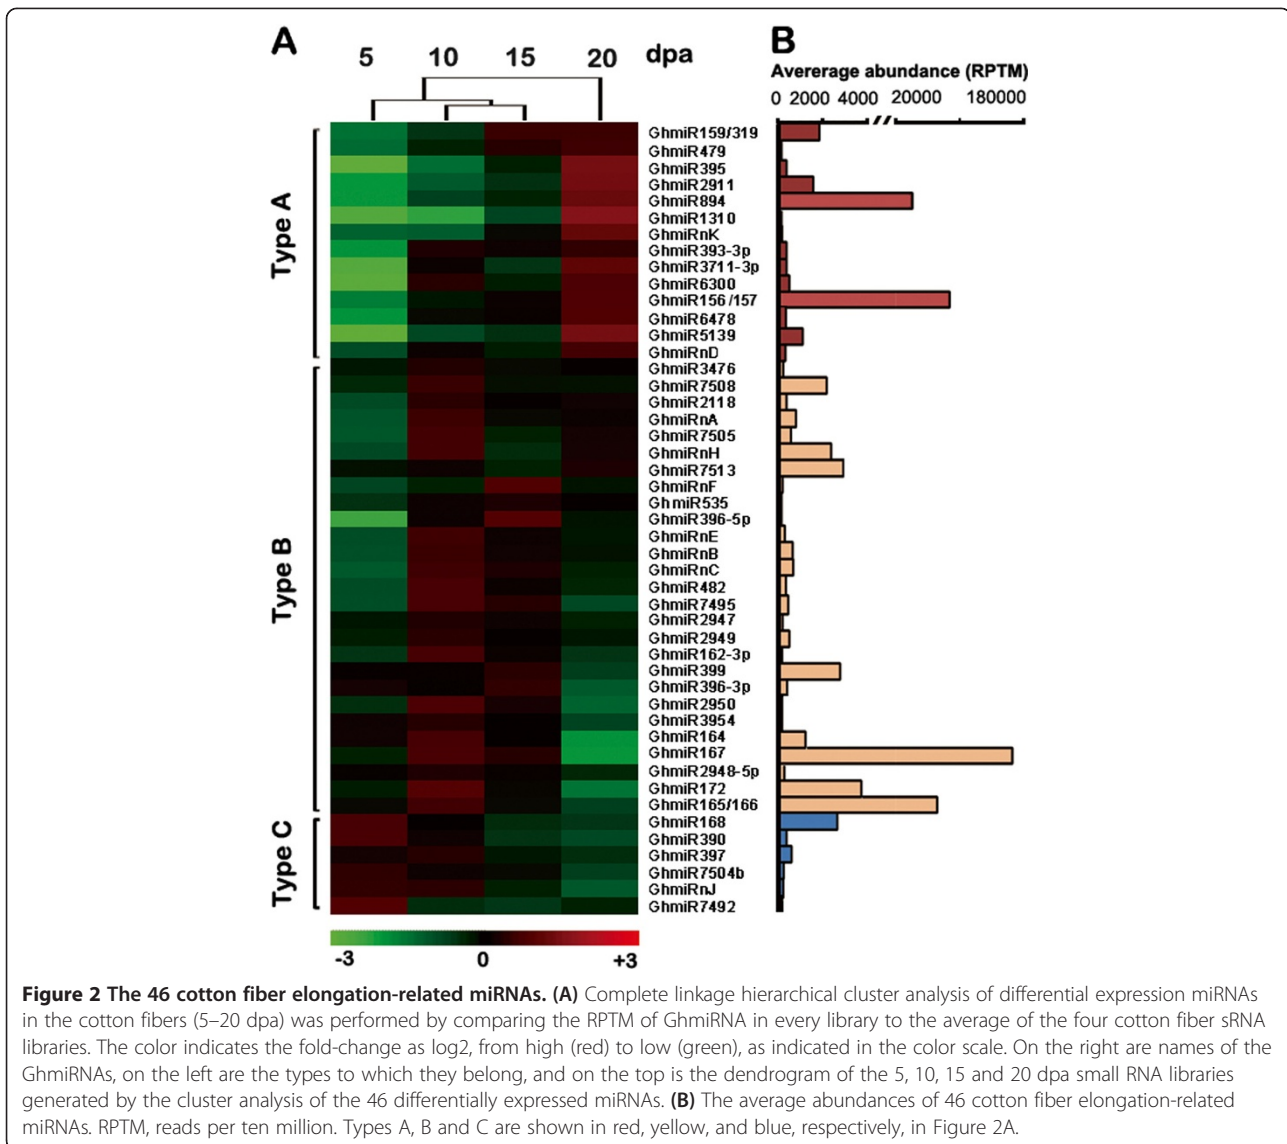 A
B
5 10 15 20 dpa
Avererage abundance (RPTM)
0 2000 4000 20000 180000
Type A
Type B
Type C
GhmiR159/319
GhmiR479
GhmiR395
GhmiR2911
GhmiR894
GhmiR1310
GhmiRnK
GhmiR393-3p
GhmiR3711-3p
GhmiR6300
GhmiR156/157
GhmiR6478
GhmiR5139
GhmiRnD
GhmiR3476
GhmiR7508
GhmiR2118
GhmiRnA
GhmiR7505
GhmiRnH
GhmiR7513
GhmiRnF
GhmiR535
GhmiR396-5p
GhmiRnE
GhmiRnB
GhmiRnC
GhmiR482
GhmiR7495
GhmiR2947
GhmiR2949
GhmiR162-3p
GhmiR399
GhmiR396-3p
GhmiR2950
GhmiR3954
GhmiR164
GhmiR167
GhmiR2948-5p
GhmiR172
GhmiR165/166
GhmiR168
GhmiR390
GhmiR397
GhmiR7504b
GhmiRnJ
GhmiR7492
-3 0 +3
Figure 2 The 46 cotton fiber elongation-related miRNAs. (A) Complete linkage hierarchical cluster analysis of differential expression miRNAs
in the cotton fibers (5–20 dpa) was performed by comparing the RPTM of GhmiRNA in every library to the average of the four cotton fiber sRNA
libraries. The color indicates the fold-change as log2, from high (red) to low (green), as indicated in the color scale. On the right are names of the
GhmiRNAs, on the left are the types to which they belong, and on the top is the dendrogram of the 5, 10, 15 and 20 dpa small RNA libraries
generated by the cluster analysis of the 46 differentially expressed miRNAs. (B) The average abundances of 46 cotton fiber elongation-related
miRNAs. RPTM, reads per ten million. Types A, B and C are shown in red, yellow, and blue, respectively, in Figure 2A.